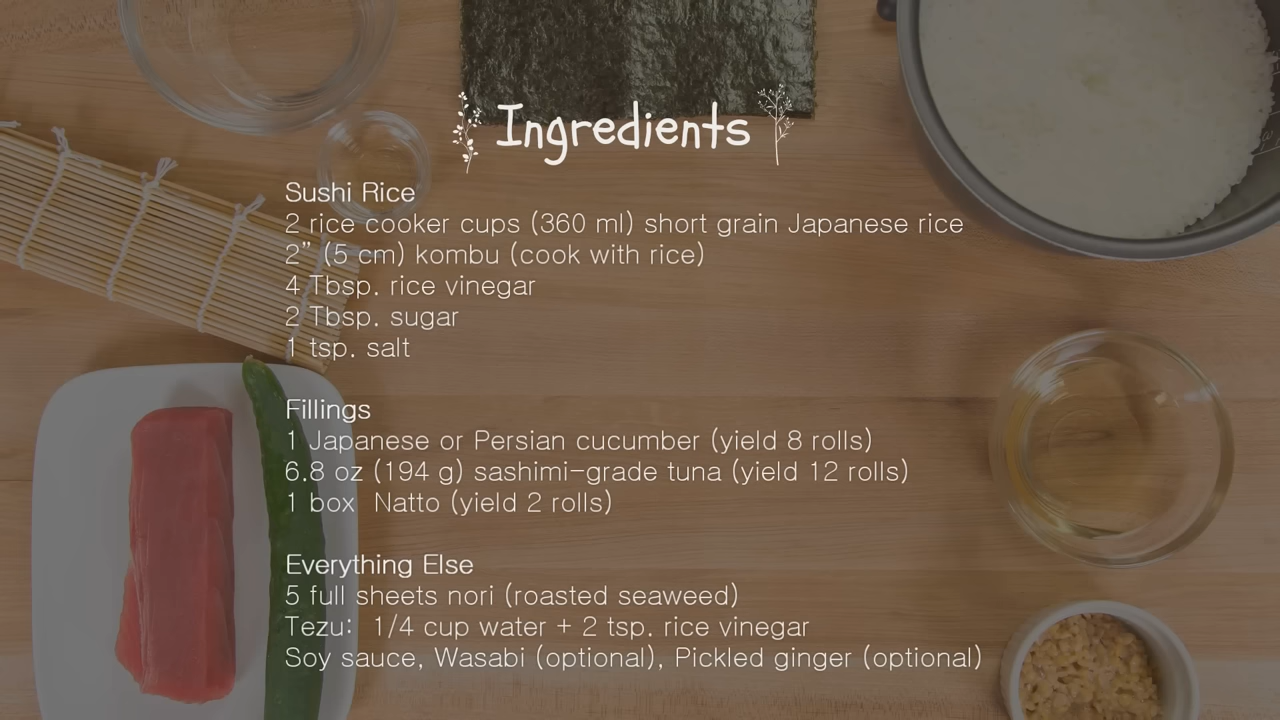 Ingredients
Sushi Rice
2 rice cooker cups (360 ml) short grain Japanese rice
2” (5 cm) kombu (cook with rice)
4 Tbsp. rice vinegar
2 Tbsp. sugar
1 tsp. salt
Fillings
1 Japanese or Persian cucumber (yield 8 rolls)
6.8 oz (194 g) sashimi-grade tuna (yield 12 rolls)
1 box  Natto (yield 2 rolls)
Everything Else
5 full sheets nori (roasted seaweed)
Tezu:  1/4 cup water + 2 tsp. rice vinegar
Soy sauce, Wasabi (optional), Pickled ginger (optional)